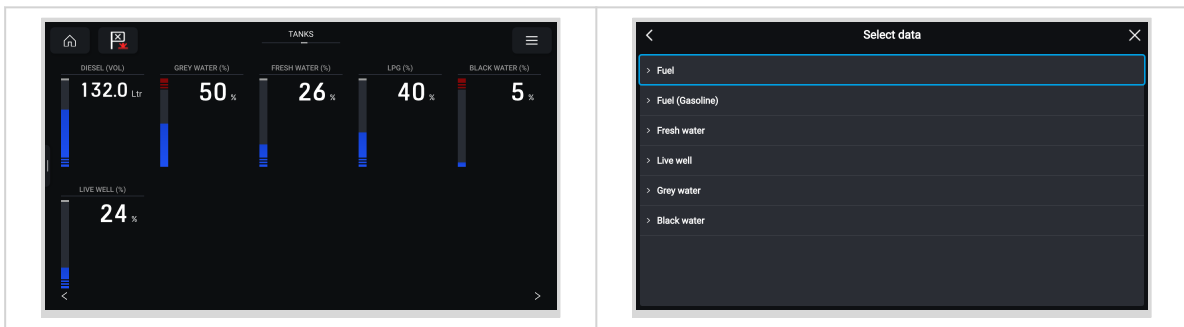 TANKS
DIESEL (VOL) GREY WATER (%) FRESH WATER (%) LPG (%) BLACK WATER (%)
132.0 Ltr 50 % 26 % 40 % 5 %
LIVE WELL (%)
24 %
Select data
Fuel
Fuel (Gasoline)
Fresh water
Live well
Grey water
Black water